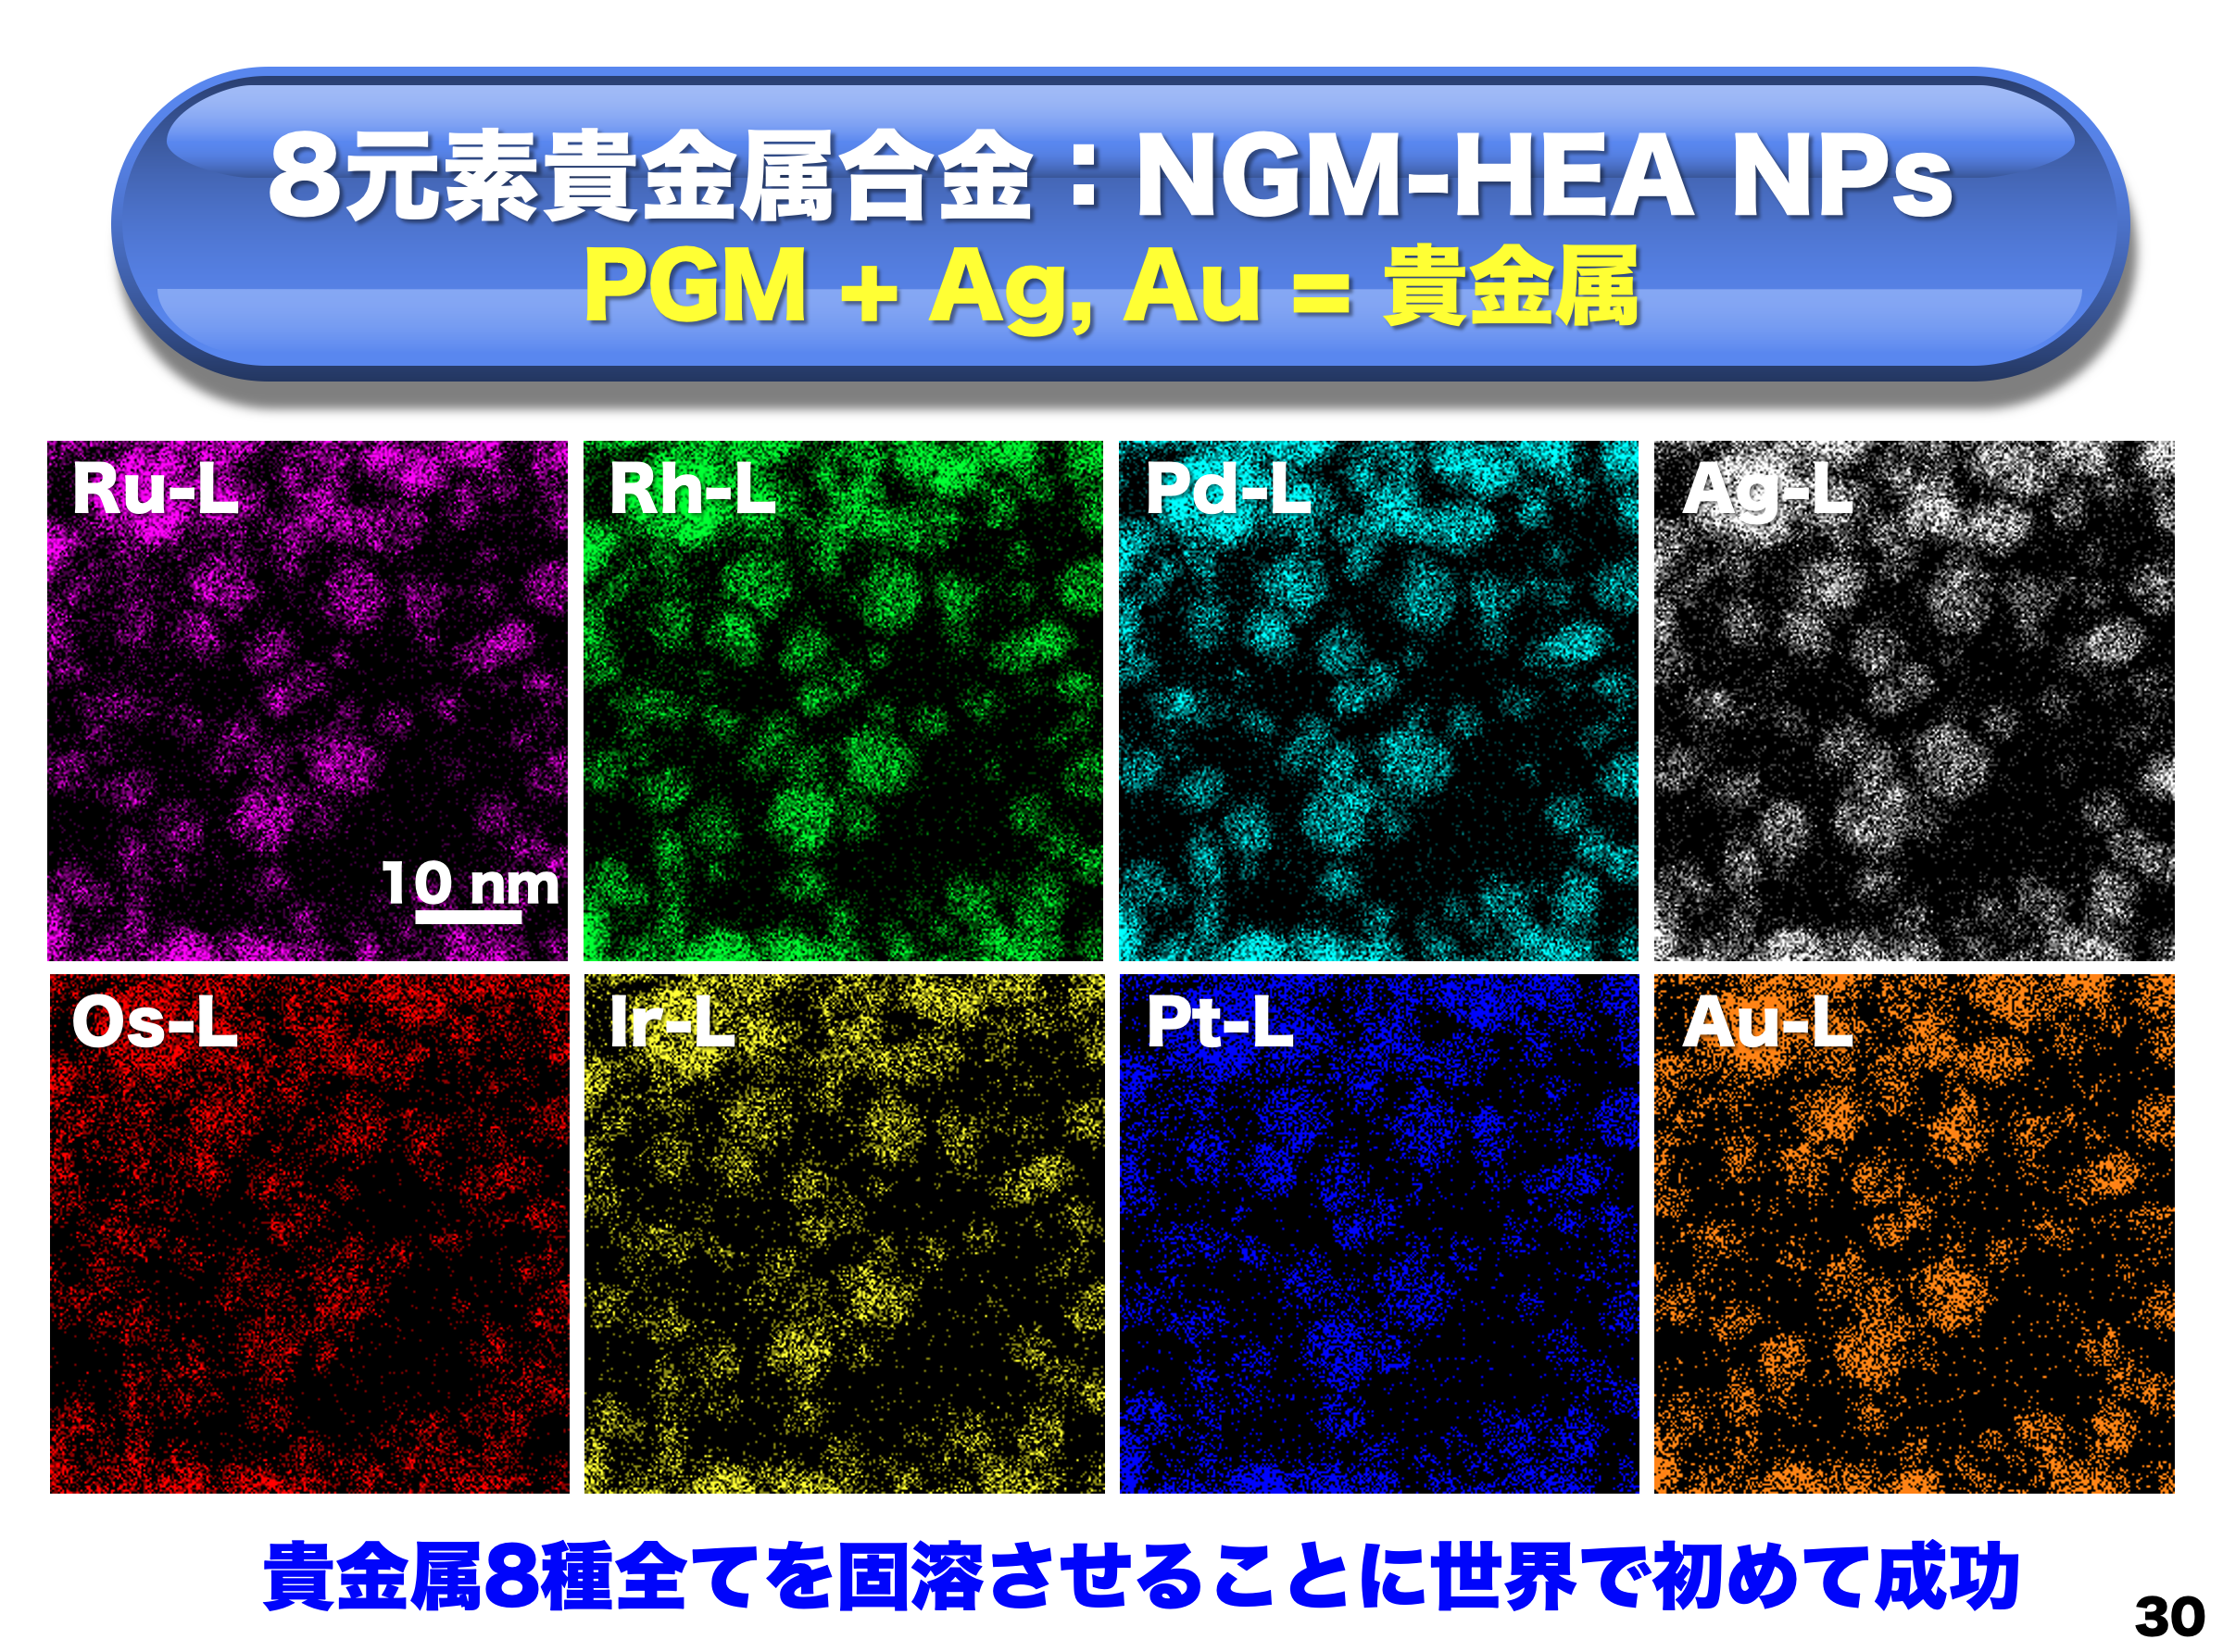 8元素貴金属合金：NGM-HEA NPs
PGM + Ag, Au = 貴金属
Ru-L
Rh-L
Pd-L
Ag-L
10 nm
Os-L
Ir-L
Pt-L
Au-L
貴金属8種全てを固溶させることに世界で初めて成功
30